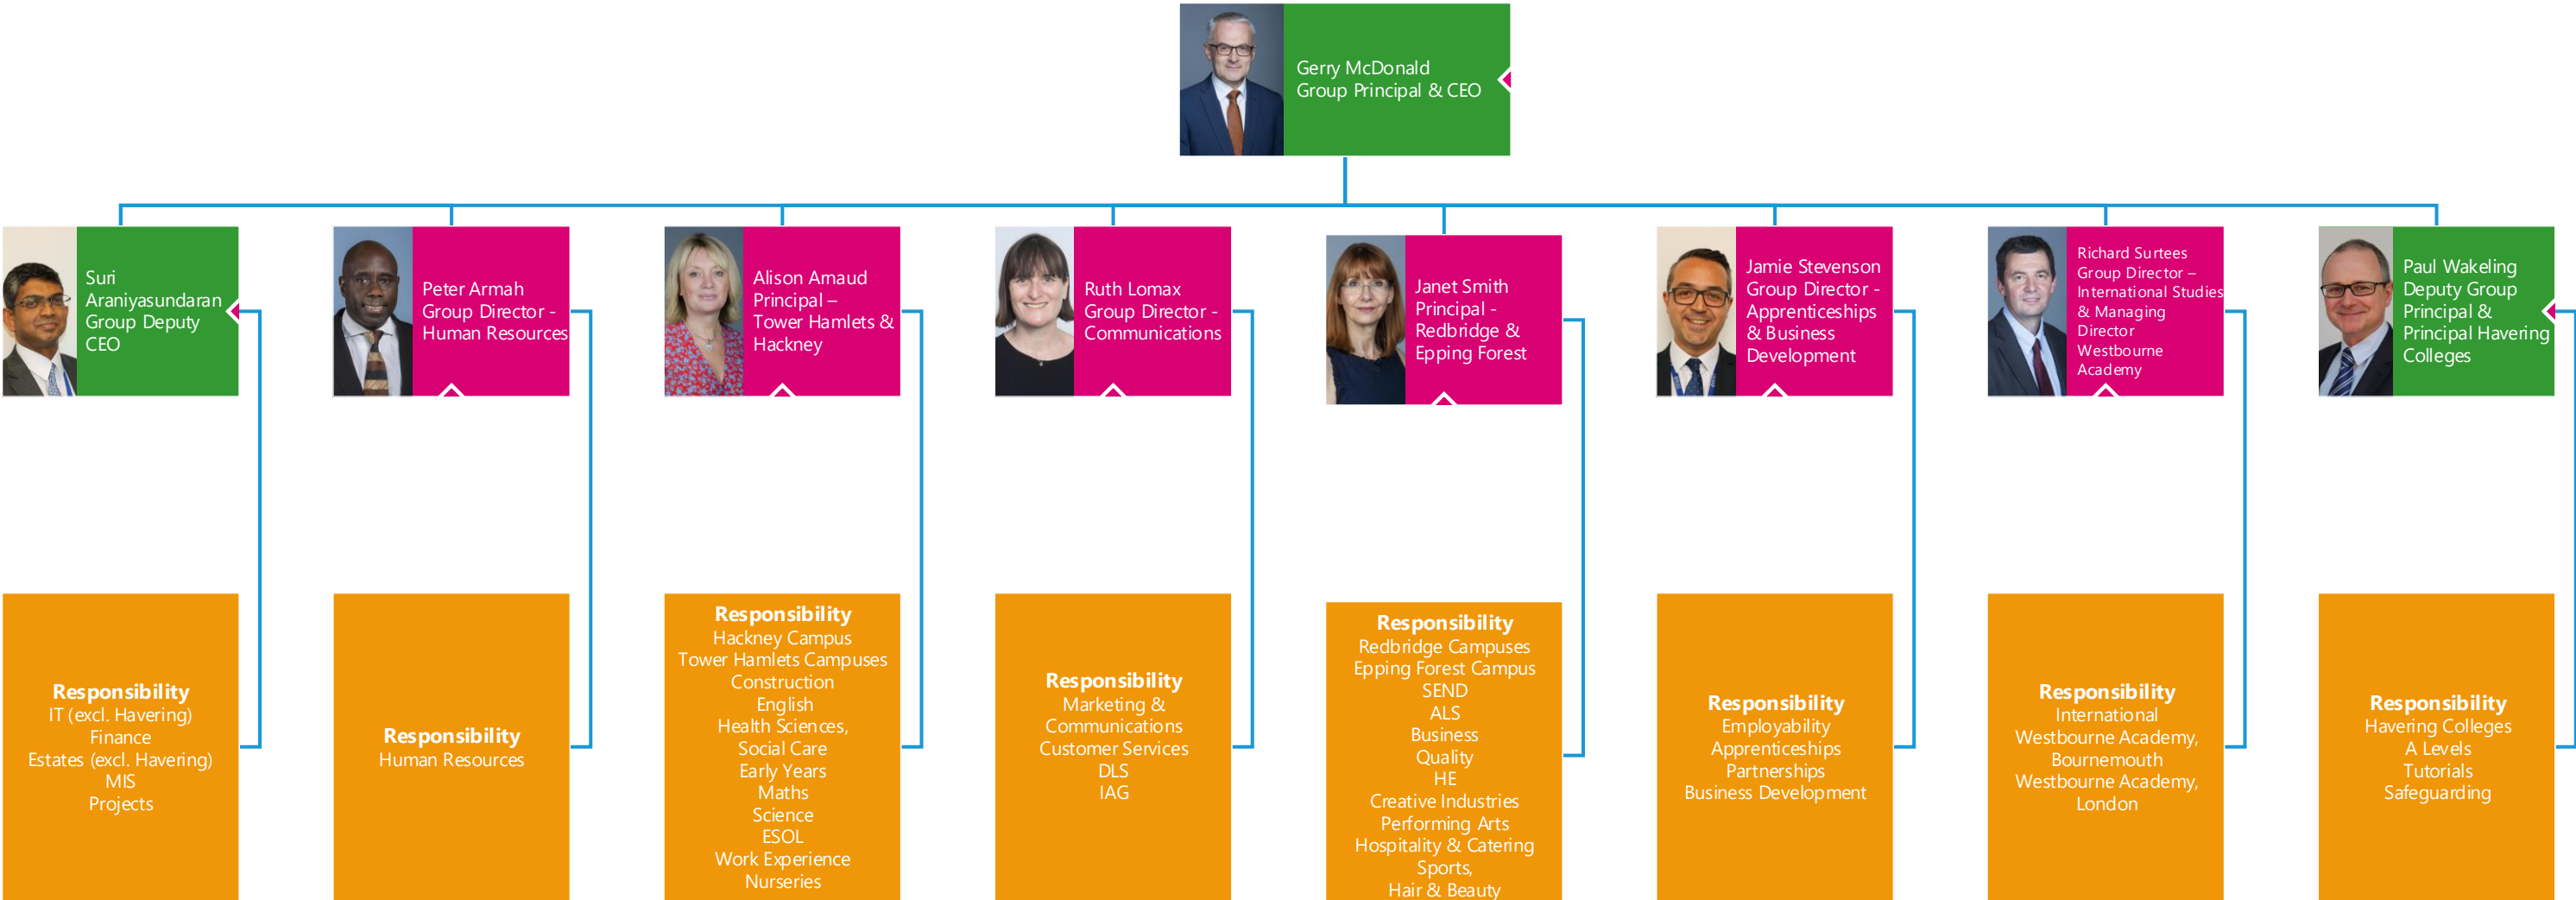 Gerry McDonald
Group Principal & CEO
Suri
Araniyasundaran
Group Deputy
CEO
Peter Armah
Group Director -
Human Resources
Alison Arnaud
Principal –
Tower Hamlets &
Hackney
Ruth Lomax
Group Director -
Communications
Janet Smith
Principal -
Redbridge &
Epping Forest
Jamie Stevenson
Group Director -
Apprenticeships
& Business
Development
Richard Surtees
Group Director –
International Studies
& Managing
Director
Westbourne
Academy
Paul Wakeling
Deputy Group
Principal &
Principal Havering
Colleges
Responsibility
IT (excl. Havering)
Finance
Estates (excl. Havering)
MIS
Projects
Responsibility
Human Resources
Responsibility
Hackney Campus
Tower Hamlets Campuses
Construction
English
Health Sciences,
Social Care
Early Years
Maths
Science
ESOL
Work Experience
Nurseries
Responsibility
Marketing &
Communications
Customer Services
DLS
IAG
Responsibility
Redbridge Campuses
Epping Forest Campus
SEND
ALS
Business
Quality
HE
Creative Industries
Performing Arts
Hospitality & Catering
Sports,
Hair & Beauty
Responsibility
Employability
Apprenticeships
Partnerships
Business Development
Responsibility
International
Westbourne Academy,
Bournemouth
Westbourne Academy,
London
Responsibility
Havering Colleges
A Levels
Tutorials
Safeguarding